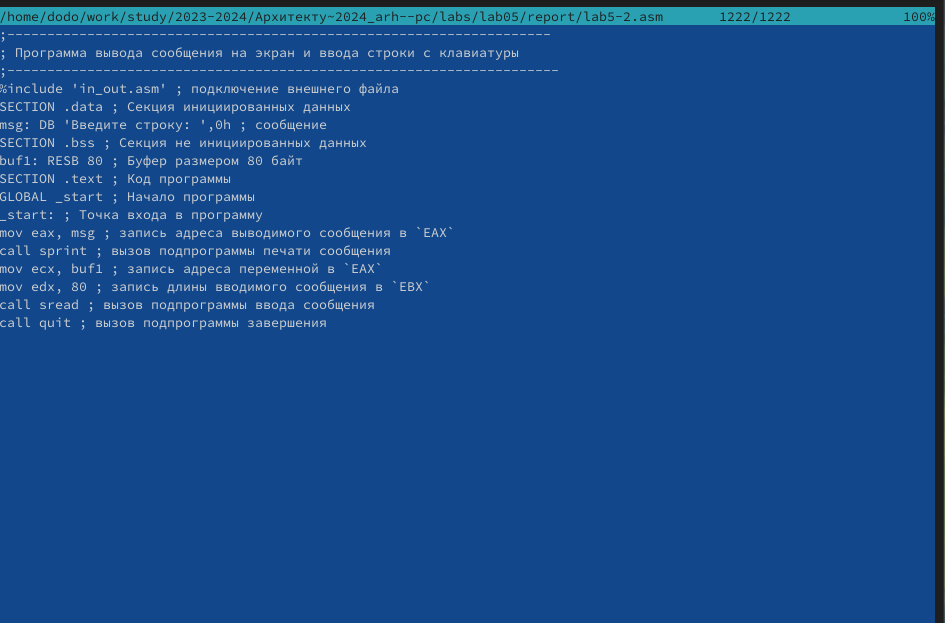 /home/dodo/work/study/2023-2024/Архитекту~2024_arh--pc/labs/lab05/report/lab5-2.asm 1222/1222 100%
;--------------------------------------------------------------------
; Программа вывода сообщения на экран и ввода строки с клавиатуры
;---------------------------------------------------------------------
%include 'in_out.asm' ; подключение внешнего файла
SECTION .data ; Секция инициированных данных
msg: DB 'Введите строку: ',0h ; сообщение
SECTION .bss ; Секция не инициированных данных
buf1: RESB 80 ; Буфер размером 80 байт
SECTION .text ; Код программы
GLOBAL _start ; Начало программы
_start: ; Точка входа в программу
mov eax, msg ; запись адреса выводимого сообщения в `EAX`
call sprint ; вызов подпрограммы печати сообщения
mov ecx, buf1 ; запись адреса переменной в `EAX`
mov edx, 80 ; запись длины вводимого сообщения в `EBX`
call sread ; вызов подпрограммы ввода сообщения
call quit ; вызов подпрограммы завершения